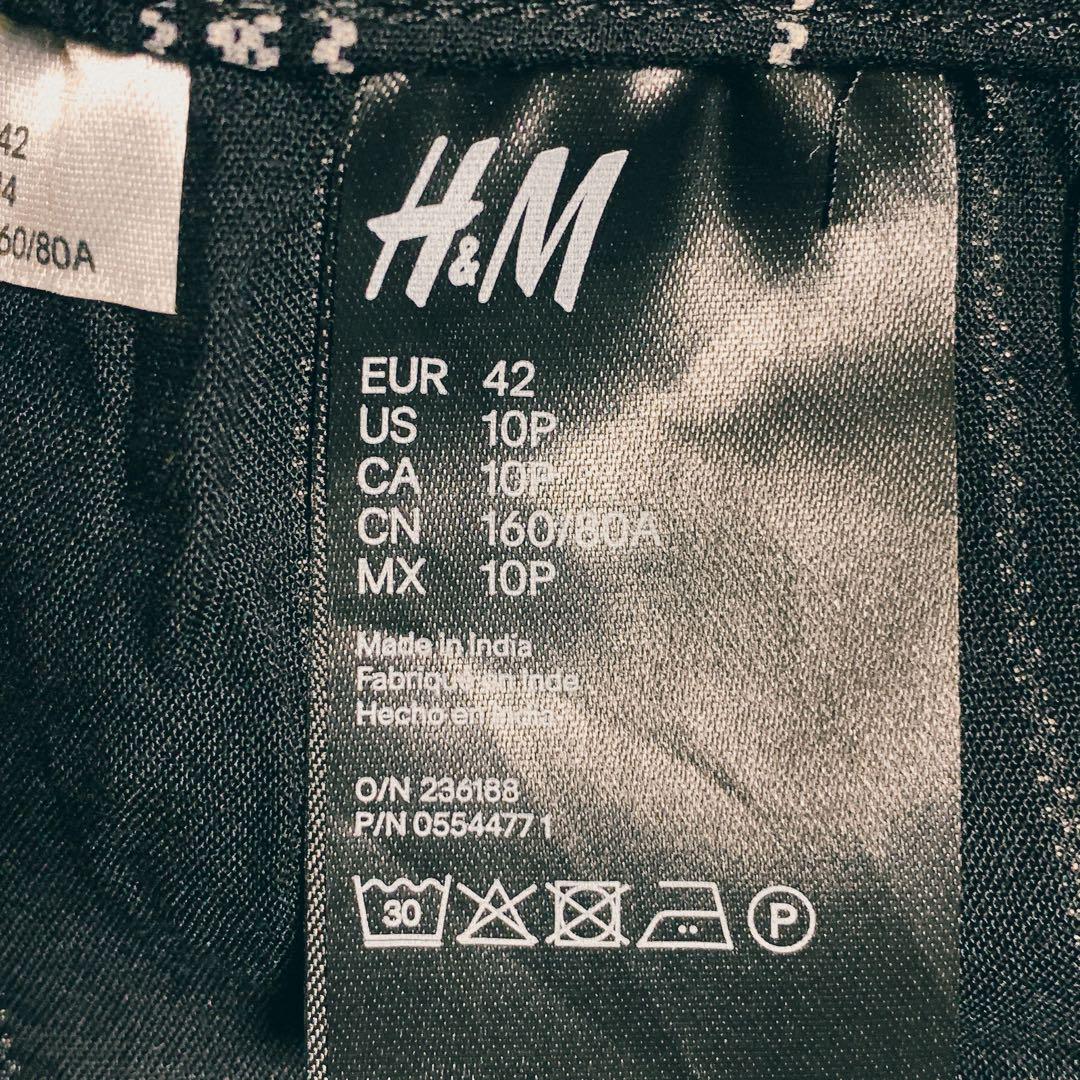 42
4
60/80A
H&M
EUR 42
US 10P
CA 10P
CN 160/80A
MX 10P
Made in India
Fabriqué en Inde
Hecho en India
O/N 236188
P/N 0554477 1
30
P